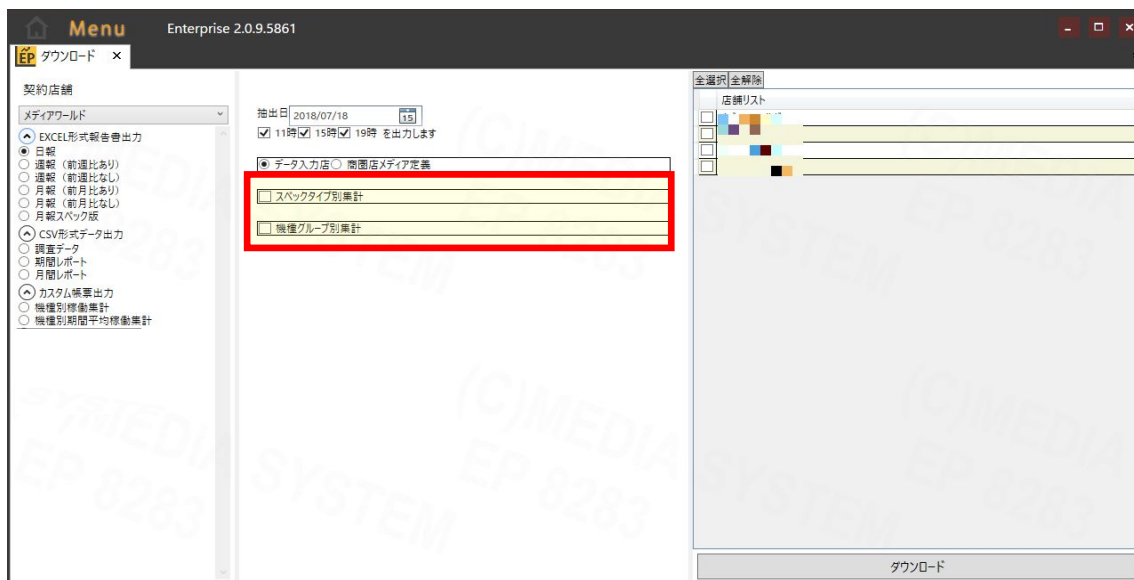 Menu Enterprise 2.0.9.5861
EP ダウンロード ×
契約店舗
メディアワールド
EXCEL形式報告書出力
日報
週報（前週比あり）
週報（前週比なし）
月報（前月比あり）
月報（前月比なし）
月報スペック版
CSV形式データ出力
調査データ
期間レポート
月間レポート
カスタム帳票出力
機種別稼働集計
機種別期間平均稼働集計
抽出日 2018/07/18 15
11時 15時 19時 を出力します
データ入力店 商圏店メディア定義
スペックタイプ別集計
機種グループ別集計
全選択 全解除
店舗リスト
ダウンロード
(C)MEDIA
SYSTEM
EP 8283